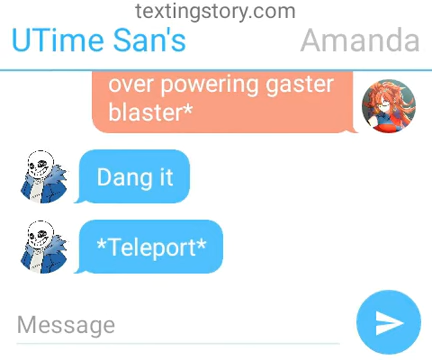 textingstory.com
UTime San's
Amanda
over powering gaster
blaster*
Dang it
*Teleport*
Message